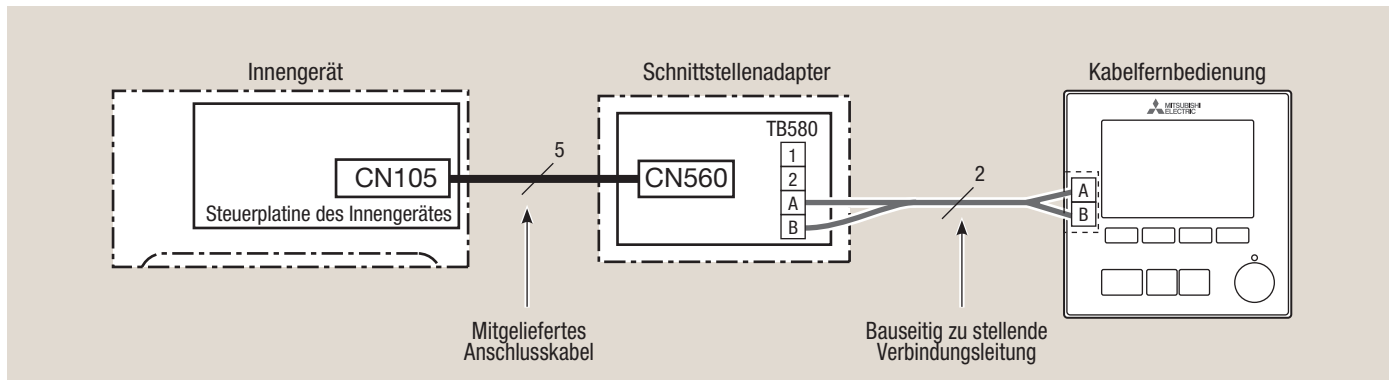 Innengerät
Schnittstellenadapter
Kabelfernbedienung
MITSUBISHI
ELECTRIC
TB580
1
2
A
B
CN105
5
CN560
2
A
B
Steuerplatine des Innengerätes
Mitgeliefertes
Anschlusskabel
Bauseitig zu stellende
Verbindungsleitung